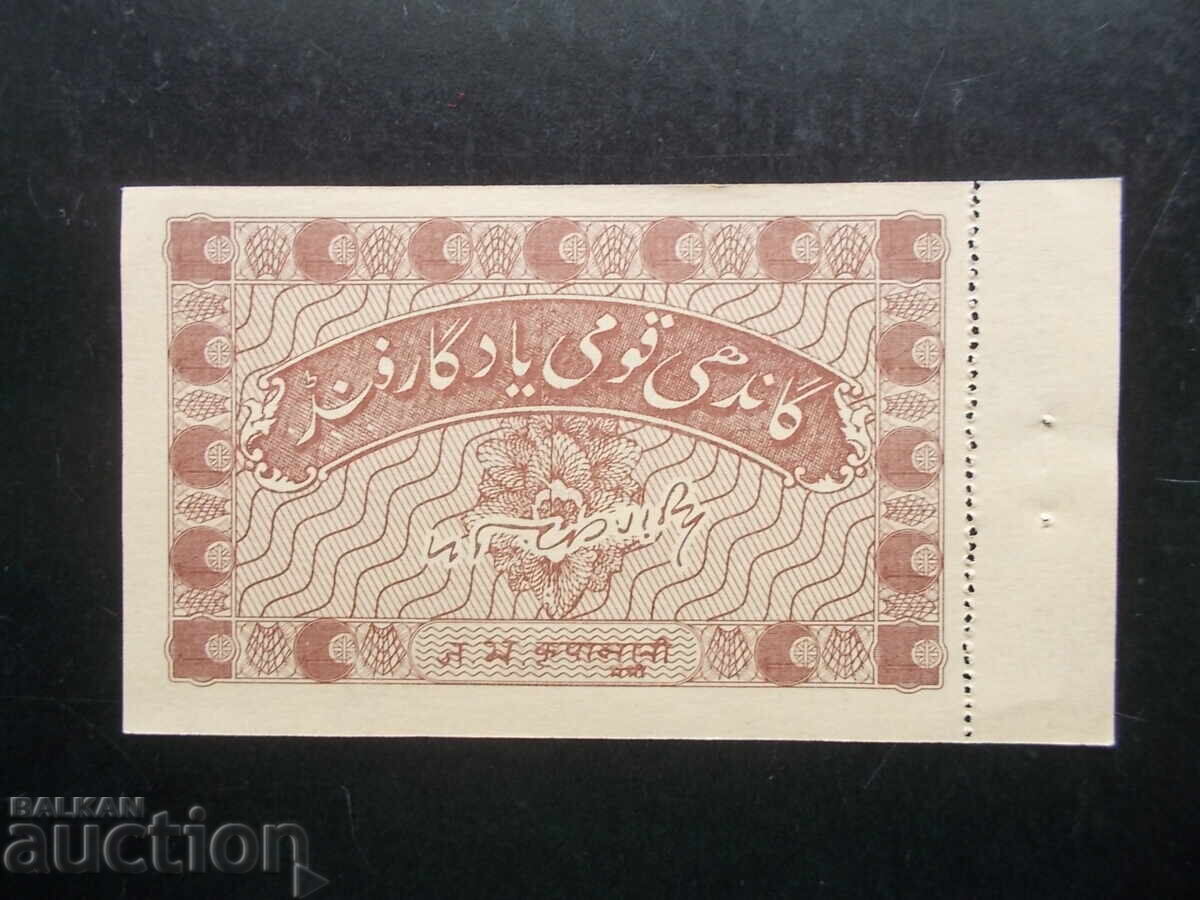 گاندھی قومی یادگار فنڈ
ज भ. कृपालानी
मंत्री
BALKAN
auction